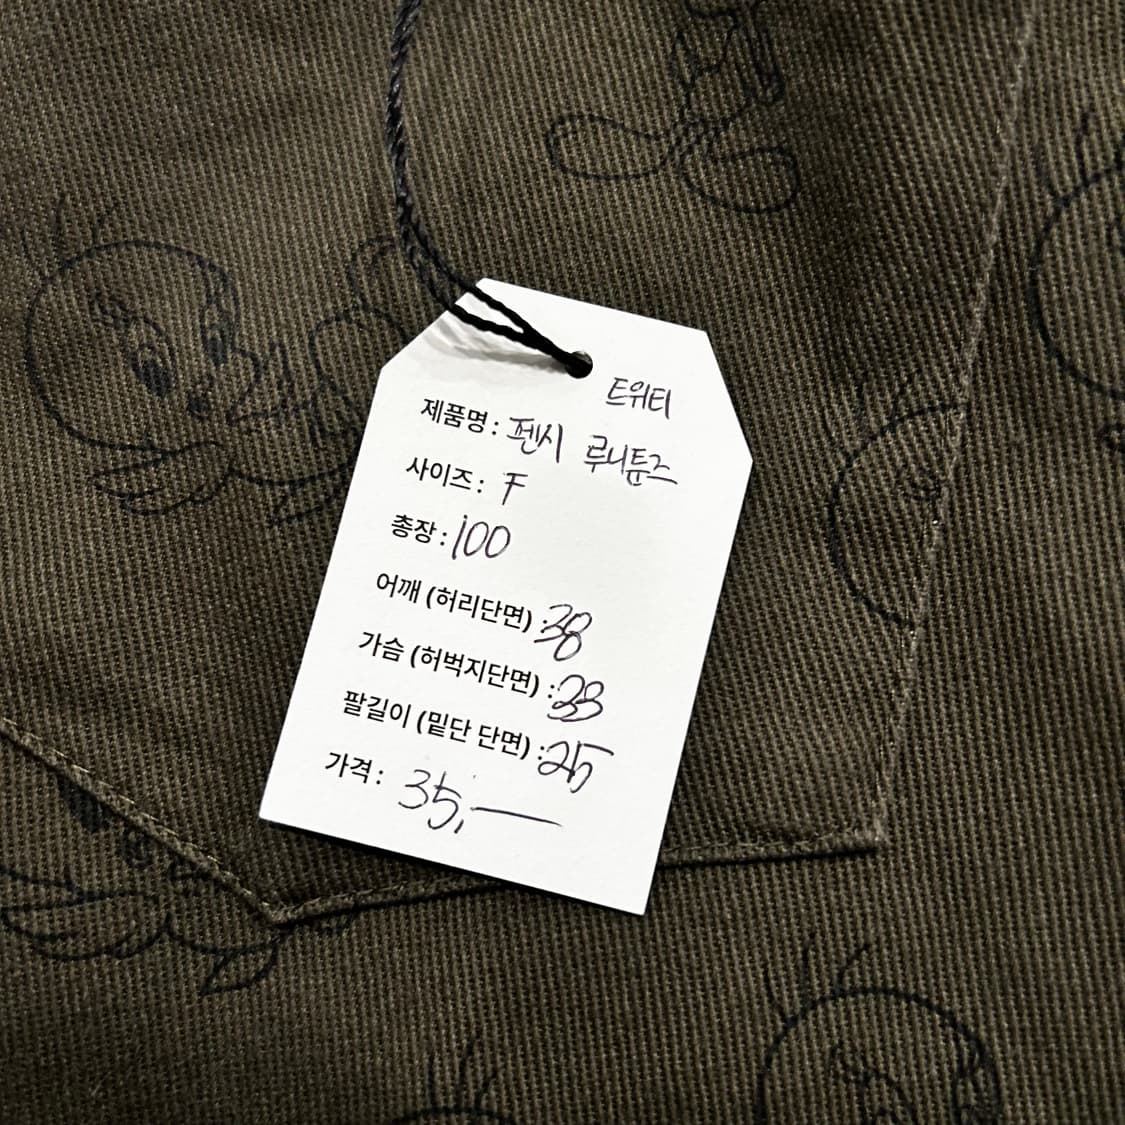 트위티
제품명 : 펜시 루니튠즈
사이즈 : F
총장 : 100
어깨 (허리단면) : 38
가슴 (허벅지단면) : 33
팔길이 (밑단 단면) : 25
가격 : 35,—